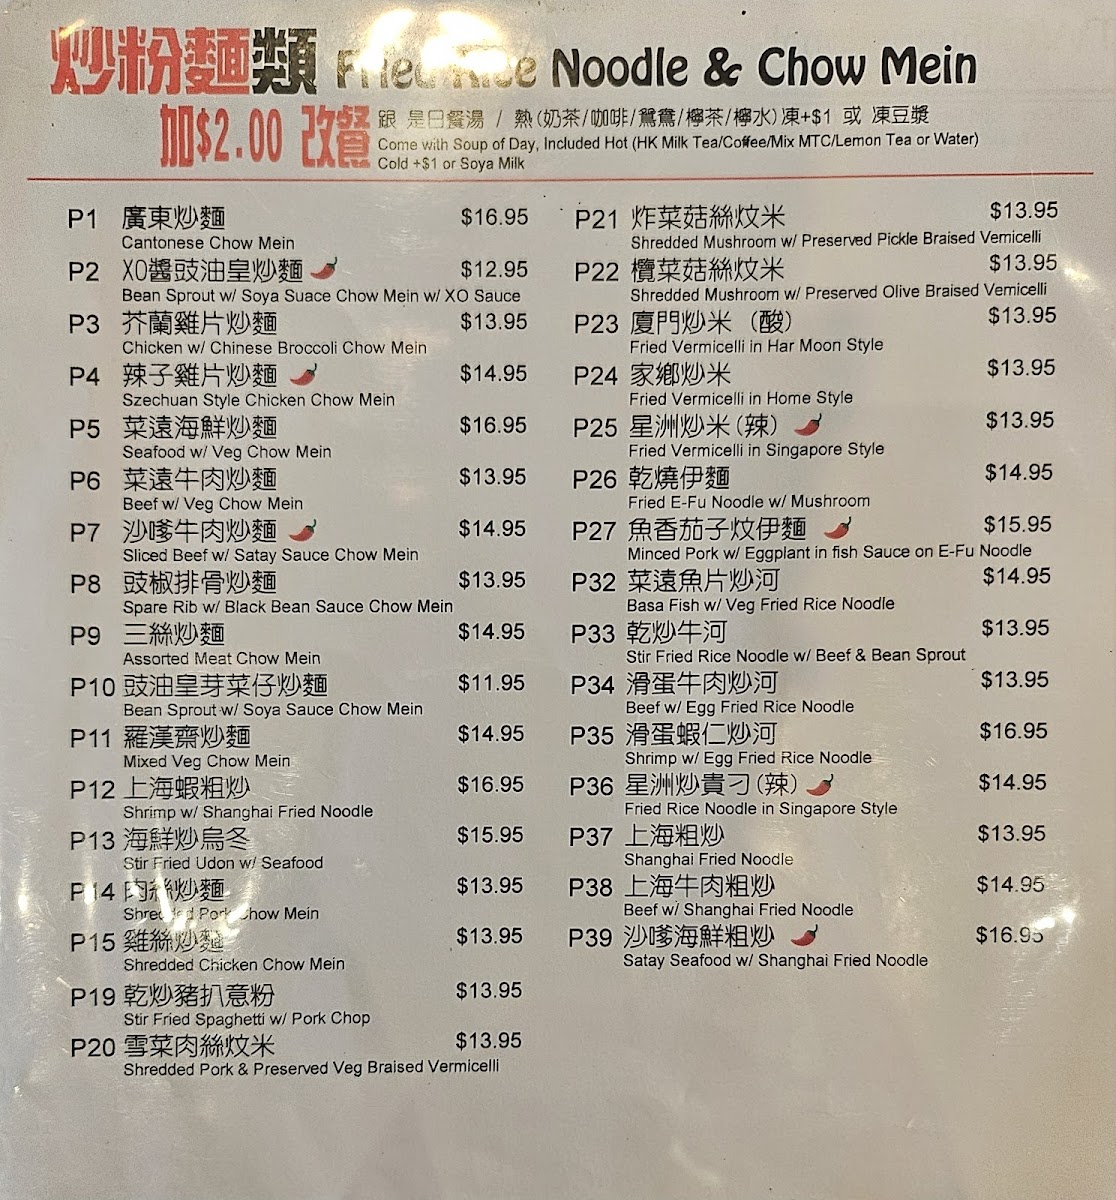 炒粉麵類 Fried Rice Noodle & Chow Mein
加$2.00 改餐
跟 是日餐湯 / 熱(奶茶/咖啡/鴛鴦/檸茶/檸水)凍+$1 或 凍豆漿
Come with Soup of Day, Included Hot (HK Milk Tea/Coffee/Mix MTC/Lemon Tea or Water)
Cold +$1 or Soya Milk
P1 廣東炒麵 $16.95
Cantonese Chow Mein
P2 XO醬豉油皇炒麵 $12.95
Bean Sprout w/ Soya Suace Chow Mein w/ XO Sauce
P3 芥蘭雞片炒麵 $13.95
Chicken w/ Chinese Broccoli Chow Mein
P4 辣子雞片炒麵 $14.95
Szechuan Style Chicken Chow Mein
P5 菜遠海鮮炒麵 $16.95
Seafood w/ Veg Chow Mein
P6 菜遠牛肉炒麵 $13.95
Beef w/ Veg Chow Mein
P7 沙嗲牛肉炒麵 $14.95
Sliced Beef w/ Satay Sauce Chow Mein
P8 豉椒排骨炒麵 $13.95
Spare Rib w/ Black Bean Sauce Chow Mein
P9 三絲炒麵 $14.95
Assorted Meat Chow Mein
P10 豉油皇芽菜仔炒麵 $11.95
Bean Sprout w/ Soya Sauce Chow Mein
P11 羅漢齋炒麵 $14.95
Mixed Veg Chow Mein
P12 上海蝦粗炒 $16.95
Shrimp w/ Shanghai Fried Noodle
P13 海鮮炒烏冬 $15.95
Stir Fried Udon w/ Seafood
P14 肉絲炒麵 $13.95
Shredded Pork Chow Mein
P15 雞絲炒麵 $13.95
Shredded Chicken Chow Mein
P19 乾炒豬扒意粉 $13.95
Stir Fried Spaghetti w/ Pork Chop
P20 雪菜肉絲炆米 $13.95
Shredded Pork & Preserved Veg Braised Vermicelli
P21 炸菜菇絲炆米 $13.95
Shredded Mushroom w/ Preserved Pickle Braised Vemicelli
P22 欖菜菇絲炆米 $13.95
Shredded Mushroom w/ Preserved Olive Braised Vemicelli
P23 廈門炒米 (酸) $13.95
Fried Vermicelli in Har Moon Style
P24 家鄉炒米 $13.95
Fried Vermicelli in Home Style
P25 星洲炒米(辣) $13.95
Fried Vermicelli in Singapore Style
P26 乾燒伊麵 $14.95
Fried E-Fu Noodle w/ Mushroom
P27 魚香茄子炆伊麵 $15.95
Minced Pork w/ Eggplant in fish Sauce on E-Fu Noodle
P32 菜遠魚片炒河 $14.95
Basa Fish w/ Veg Fried Rice Noodle
P33 乾炒牛河 $13.95
Stir Fried Rice Noodle w/ Beef & Bean Sprout
P34 滑蛋牛肉炒河 $13.95
Beef w/ Egg Fried Rice Noodle
P35 滑蛋蝦仁炒河 $16.95
Shrimp w/ Egg Fried Rice Noodle
P36 星洲炒貴刁(辣) $14.95
Fried Rice Noodle in Singapore Style
P37 上海粗炒 $13.95
Shanghai Fried Noodle
P38 上海牛肉粗炒 $14.95
Beef w/ Shanghai Fried Noodle
P39 沙嗲海鮮粗炒 $16.95
Satay Seafood w/ Shanghai Fried Noodle